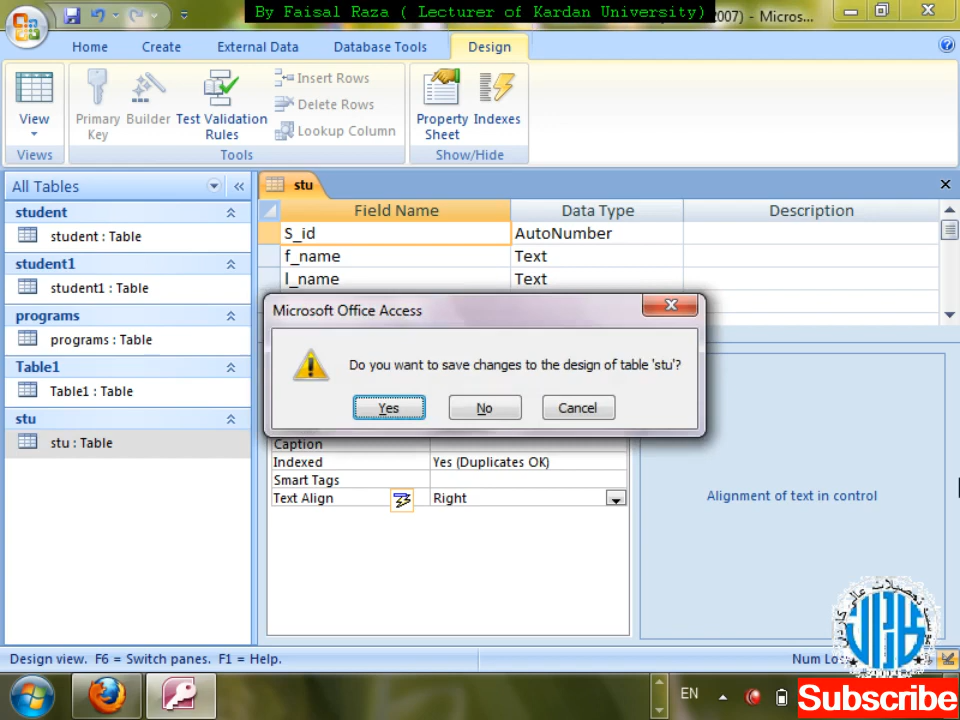 By Faisal Raza ( Lecturer of Kardan University)
2007) - Micros...
Home
Create
External Data
Database Tools
Design
View
Primary Key
Builder
Test Validation Rules
Insert Rows
Delete Rows
Lookup Column
Property Sheet
Indexes
Views
Tools
Show/Hide
All Tables
stu
student
student : Table
student1
student1 : Table
programs
programs : Table
Table1
Table1 : Table
stu
stu : Table
Field Name
Data Type
Description
S_id
AutoNumber
f_name
Text
l_name
Text
Microsoft Office Access
Do you want to save changes to the design of table 'stu'?
Yes
No
Cancel
Caption
Indexed
Yes (Duplicates OK)
Smart Tags
Text Align
Right
Alignment of text in control
Design view. F6 = Switch panes. F1 = Help.
Num Lo
EN
Subscribe